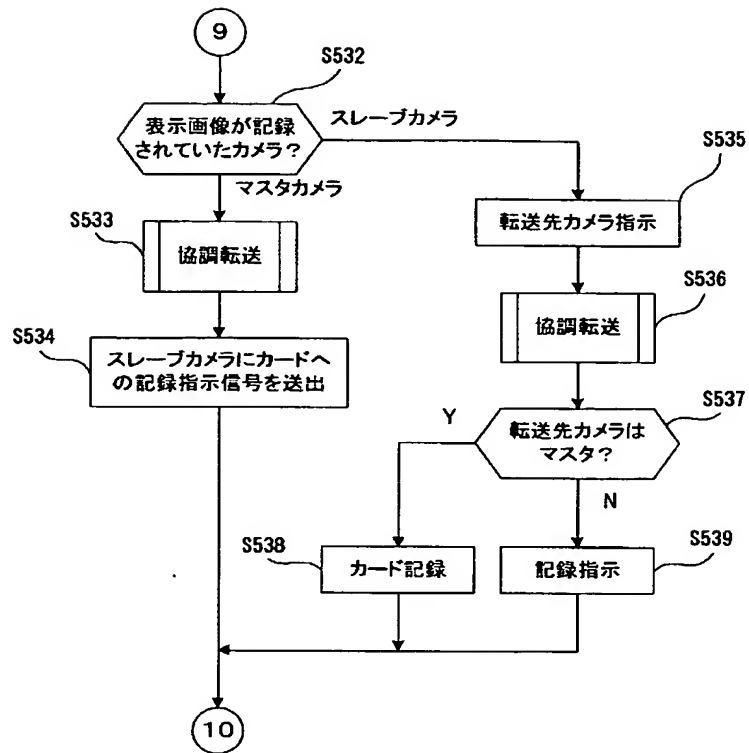 9
S532
表示画像が記録
されていたカメラ？
スレーブカメラ
マスタカメラ
S533
協調転送
S534
スレーブカメラにカードへ
の記録指示信号を送出
S535
転送先カメラ指示
S536
協調転送
S537
転送先カメラは
マスタ？
Y
N
S538
カード記録
S539
記録指示
10